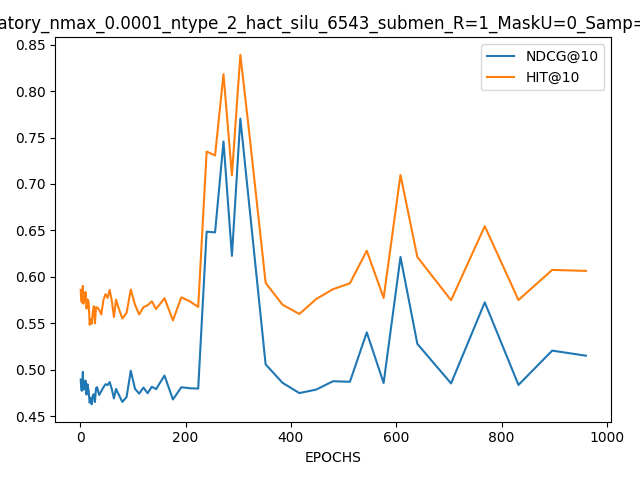 atory_nmax_0.0001_ntype_2_hact_silu_6543_submen_R=1_MaskU=0_Samp=
NDCG@10
HIT@10
0.85
0.80
0.75
0.70
0.65
0.60
0.55
0.50
0.45
0 200 400 600 800 1000
EPOCHS